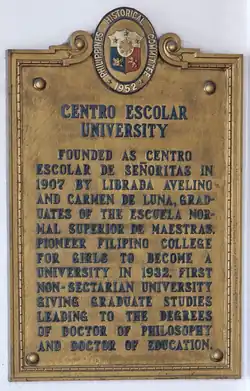 PHILIPPINES HISTORICAL COMMITTEE
1952
CENTRO ESCOLAR
UNIVERSITY
FOUNDED AS CENTRO
ESCOLAR DE SEÑORITAS IN
1907 BY LIBRADA AVELINO
AND CARMEN DE LUNA, GRAD-
UATES OF THE ESCUELA NOR-
MAL SUPERIOR DE MAESTRAS.
PIONEER FILIPINO COLLEGE
FOR GIRLS TO BECOME A
UNIVERSITY IN 1932. FIRST
NON-SECTARIAN UNIVERSITY
GIVING GRADUATE STUDIES
LEADING TO THE DEGREES
OF DOCTOR OF PHILOSOPHY
AND DOCTOR OF EDUCATION.